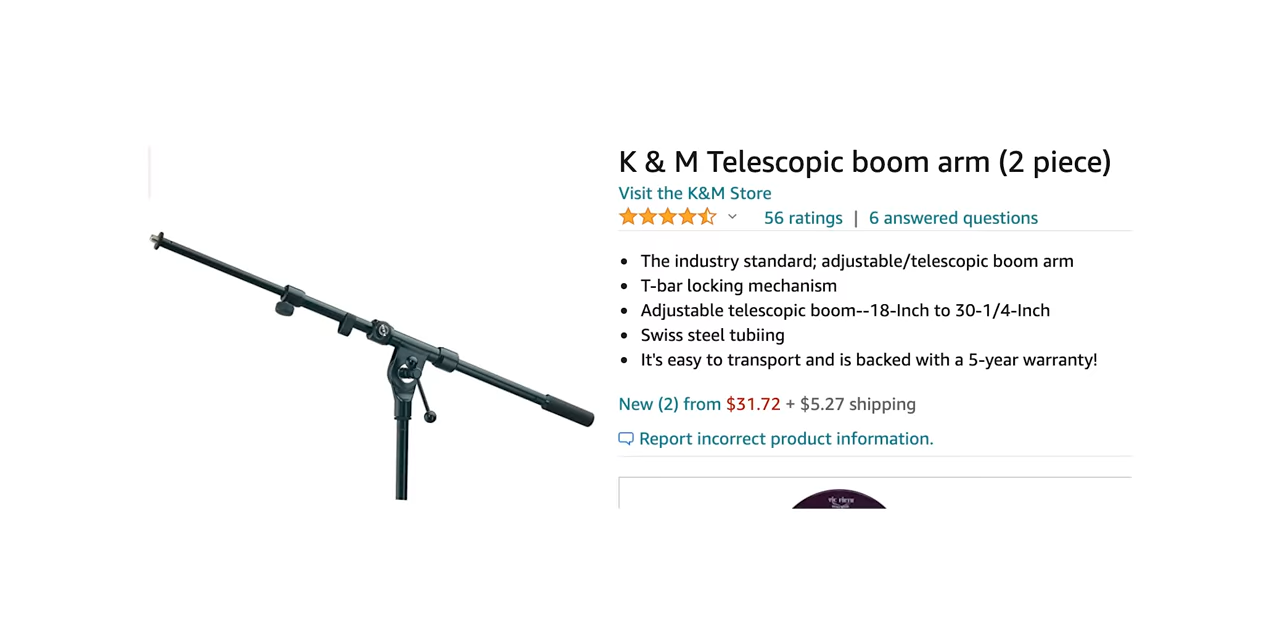 K & M Telescopic boom arm (2 piece)
Visit the K&M Store
56 ratings | 6 answered questions
The industry standard; adjustable/telescopic boom arm
T-bar locking mechanism
Adjustable telescopic boom--18-Inch to 30-1/4-Inch
Swiss steel tubiing
It's easy to transport and is backed with a 5-year warranty!
New (2) from $31.72 + $5.27 shipping
Report incorrect product information.